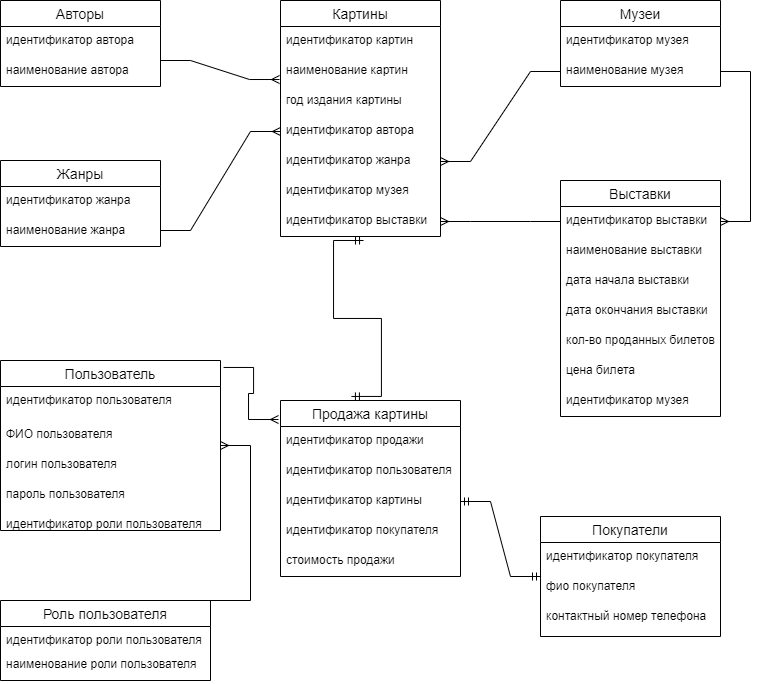 Авторы
идентификатор автора
наименование автора
Картины
идентификатор картин
наименование картин
год издания картины
идентификатор автора
идентификатор жанра
идентификатор музея
идентификатор выставки
Музеи
идентификатор музея
наименование музея
Жанры
идентификатор жанра
наименование жанра
Выставки
идентификатор выставки
наименование выставки
дата начала выставки
дата окончания выставки
кол-во проданных билетов
цена билета
идентификатор музея
Пользователь
идентификатор пользователя
ФИО пользователя
логин пользователя
пароль пользователя
идентификатор роли пользователя
Продажа картины
идентификатор продажи
идентификатор пользователя
идентификатор картины
идентификатор покупателя
стоимость продажи
Покупатели
идентификатор покупателя
фио покупателя
контактный номер телефона
Роль пользователя
идентификатор роли пользователя
наименование роли пользователя